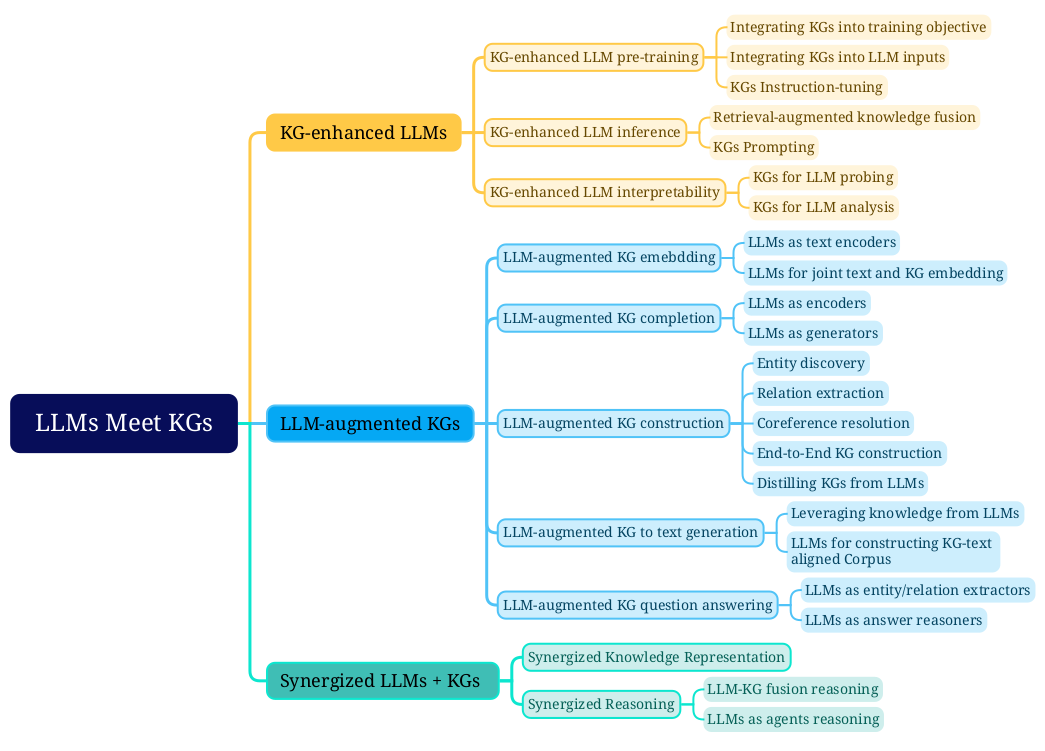 LLMs Meet KGs
KG-enhanced LLMs
KG-enhanced LLM pre-training
Integrating KGs into training objective
Integrating KGs into LLM inputs
KGs Instruction-tuning
KG-enhanced LLM inference
Retrieval-augmented knowledge fusion
KGs Prompting
KG-enhanced LLM interpretability
KGs for LLM probing
KGs for LLM analysis
LLM-augmented KGs
LLM-augmented KG emebdding
LLMs as text encoders
LLMs for joint text and KG embedding
LLM-augmented KG completion
LLMs as encoders
LLMs as generators
LLM-augmented KG construction
Entity discovery
Relation extraction
Coreference resolution
End-to-End KG construction
Distilling KGs from LLMs
LLM-augmented KG to text generation
Leveraging knowledge from LLMs
LLMs for constructing KG-text
aligned Corpus
LLM-augmented KG question answering
LLMs as entity/relation extractors
LLMs as answer reasoners
Synergized LLMs + KGs
Synergized Knowledge Representation
Synergized Reasoning
LLM-KG fusion reasoning
LLMs as agents reasoning